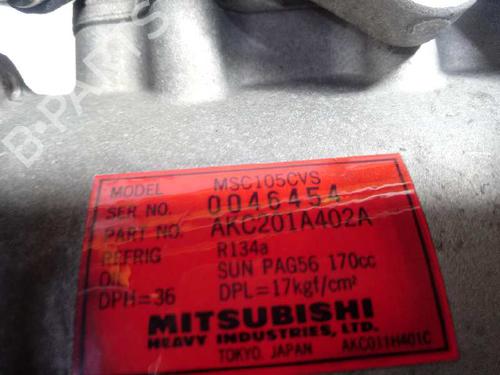 B-PARTS
MODEL MSC105CVS
SER NO. 0046454
PART NO. AKC201A402A
REFRIG R134a
OIL SUN PAG56 170cc
DPH=36 DPL=17kgf/cm²
MITSUBISHI
HEAVY INDUSTRIES, LTD.
TOKYO, JAPAN AKC011H401C